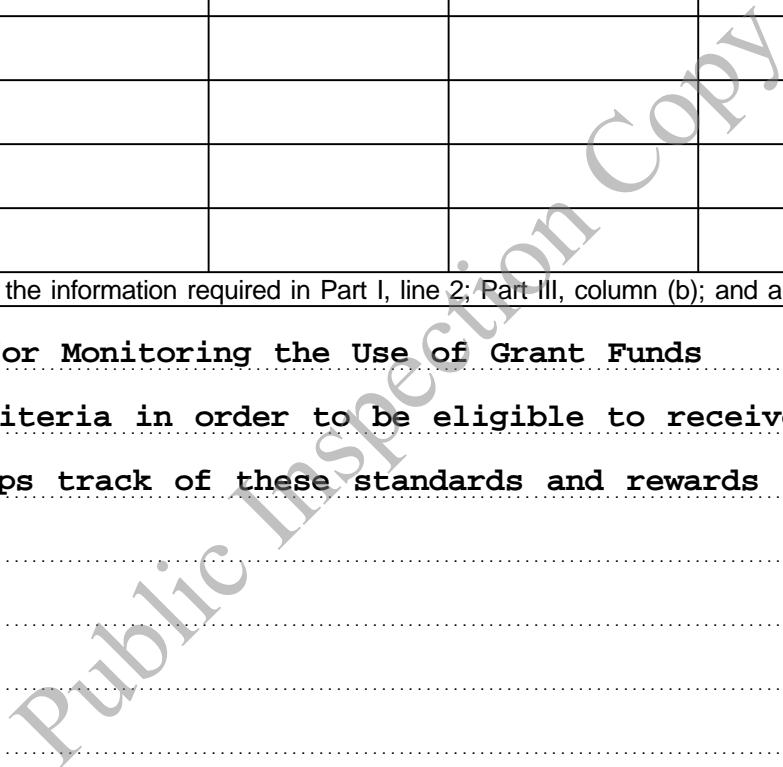 the information required in Part I, line 2; Part III, column (b); and a
or Monitoring the Use of Grant Funds
iteria in order to be eligible to receive
ps track of these standards and rewards
Public Inspection Copy